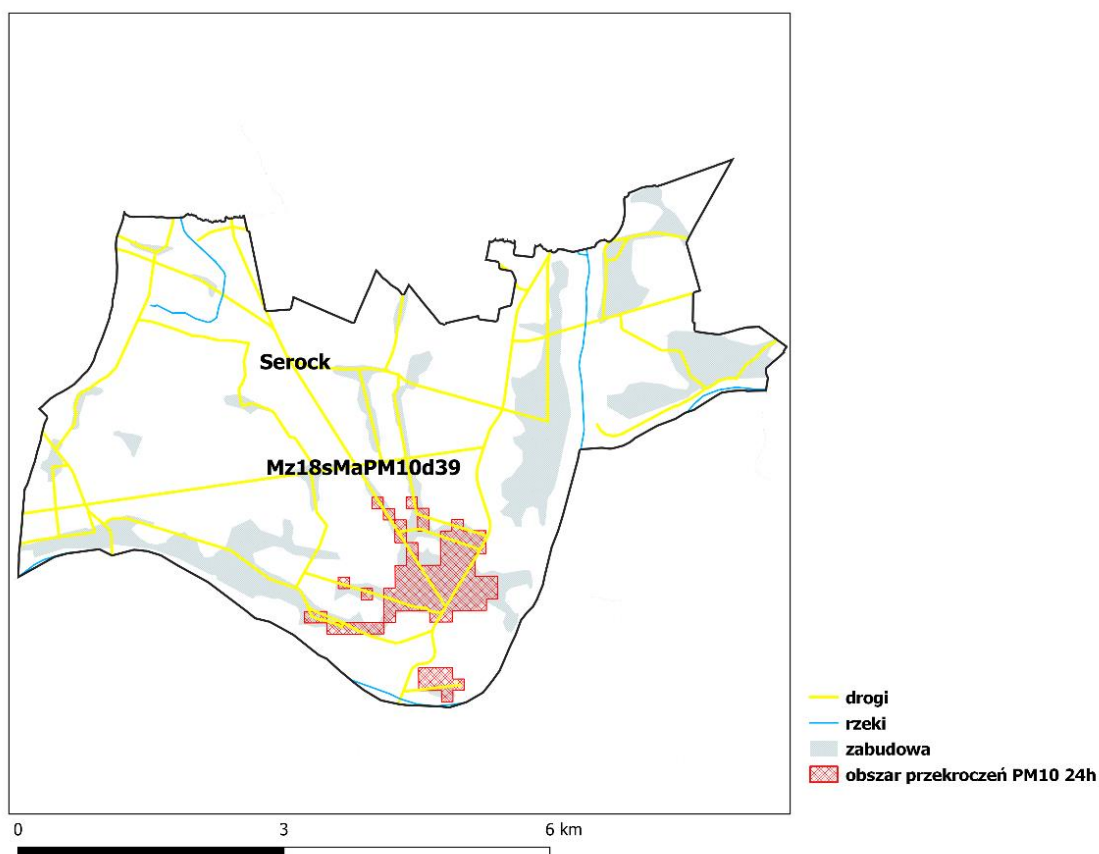 Serock
Mz18sMaPM10d39
drogi
rzeki
zabudowa
obszar przekroczeń PM10 24h
0 3 6 km